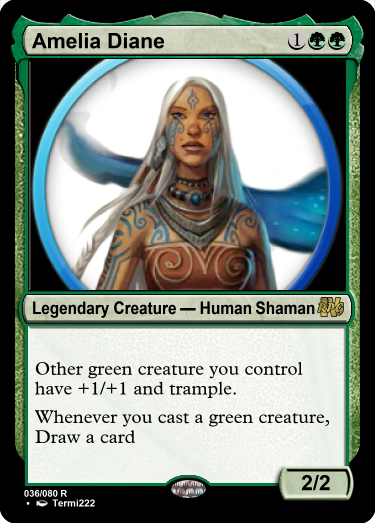 Amelia Diane 1
Legendary Creature — Human Shaman
Other green creature you control
have +1/+1 and trample.
Whenever you cast a green creature,
Draw a card
2/2
036/080 R
• Termi222